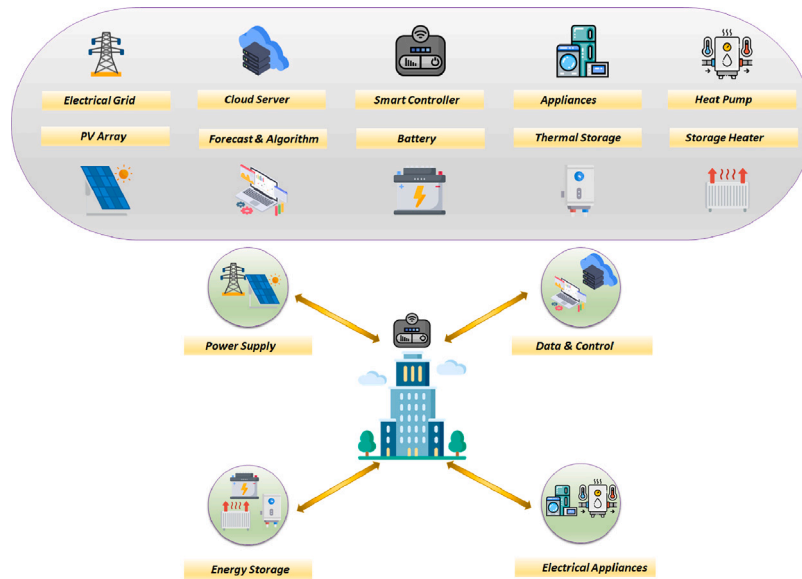 Electrical Grid
Cloud Server
Smart Controller
Appliances
Heat Pump
PV Array
Forecast & Algorithm
Battery
Thermal Storage
Storage Heater
Power Supply
Data & Control
Energy Storage
Electrical Appliances